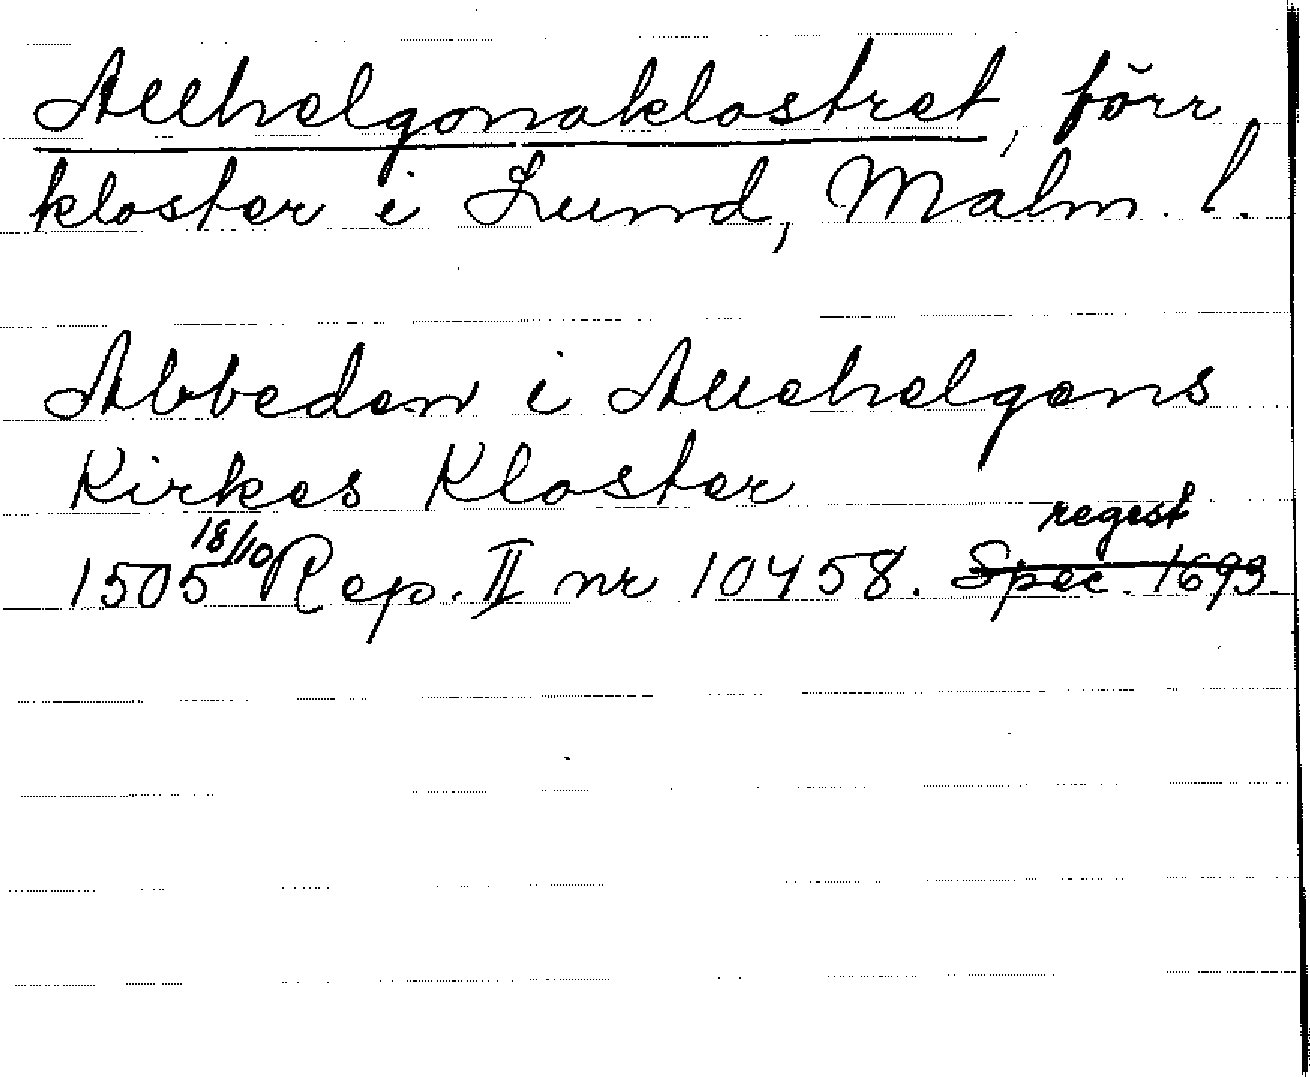 Allhelgonaklostret, förr
kloster i Lund, Malm. l.
Abbeden i Allehelgens
Kirkes Kloster
1505 18/10 Rep. II nr 10458. regest Spec. 1693.